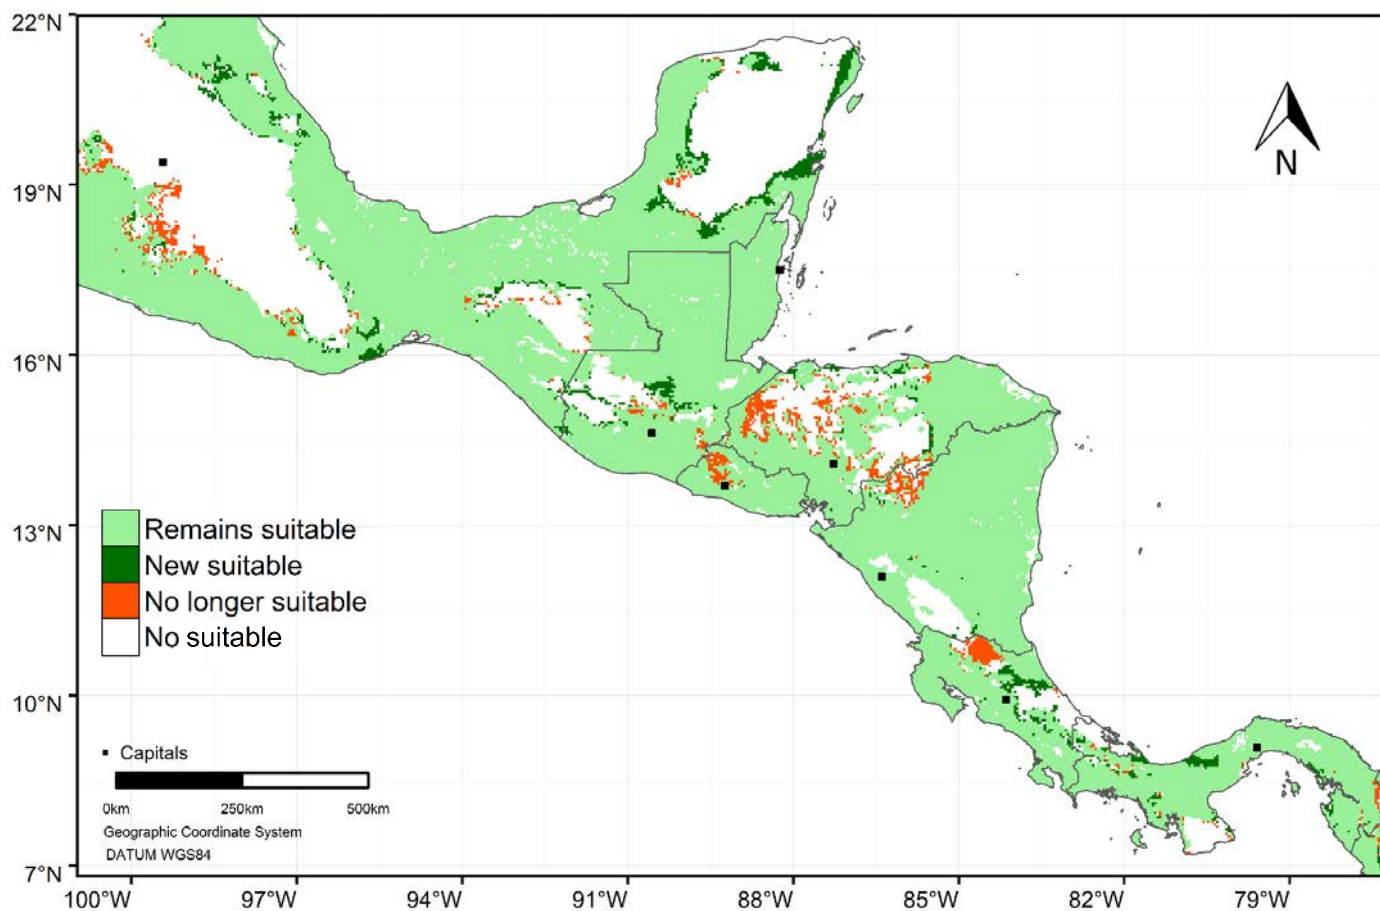 22°N
19°N
16°N
13°N
10°N
7°N
N
Remains suitable
New suitable
No longer suitable
No suitable
Capitals
0km 250km 500km
Geographic Coordinate System
DATUM WGS84
100°W 97°W 94°W 91°W 88°W 85°W 82°W 79°W